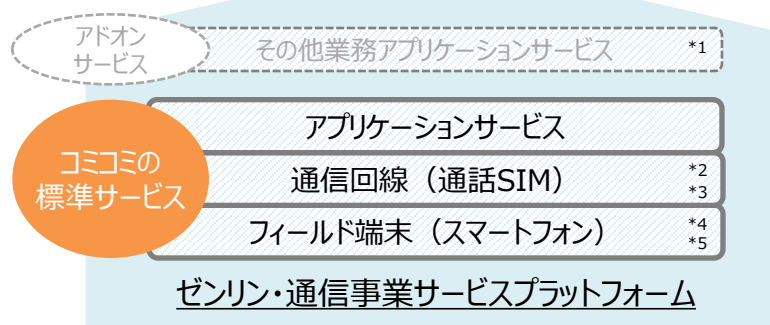 アドオン
サービス
その他業務アプリケーションサービス *1
アプリケーションサービス
コミコミの
標準サービス
通信回線（通話SIM） *2
*3
フィールド端末（スマートフォン） *4
*5
ゼンリン・通信事業サービスプラットフォーム